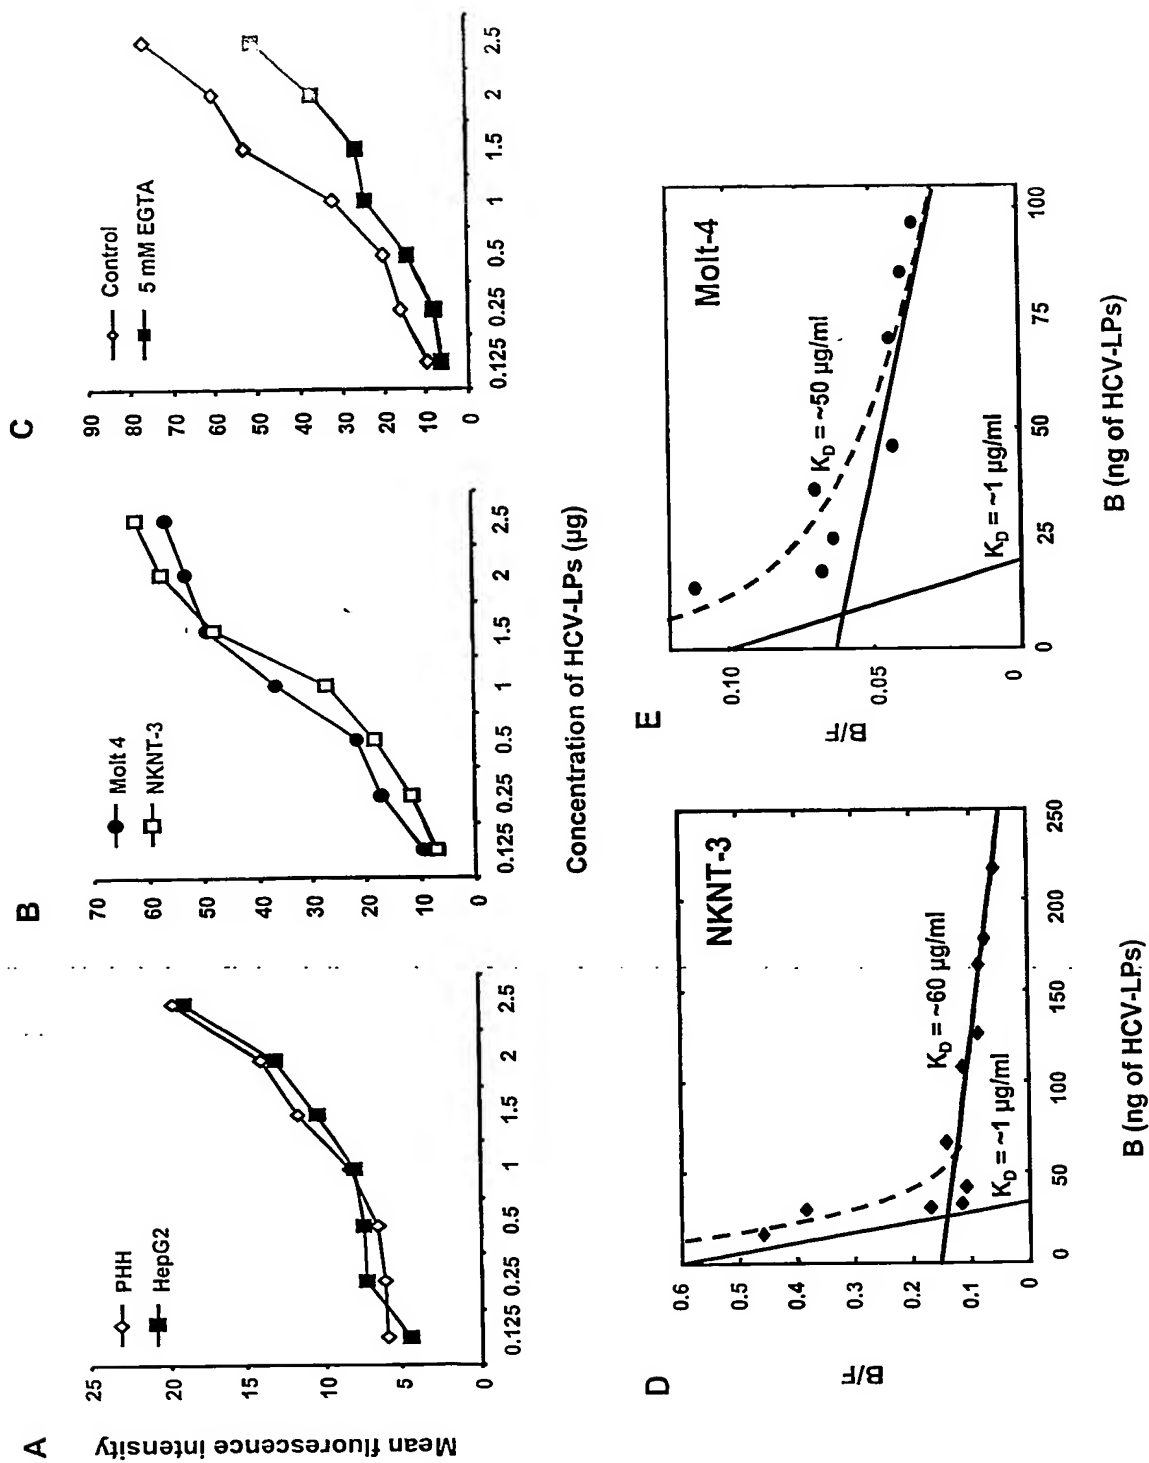 A
Mean fluorescence intensity
25
20
15
10
5
0
PHH
HepG2
0.125 0.25 0.5 1 1.5 2 2.5
B
70
60
50
40
30
20
10
0
Molt 4
NKNT-3
0.125 0.25 0.5 1 1.5 2 2.5
C
90
80
70
60
50
40
30
20
10
0
Control
5 mM EGTA
0.125 0.25 0.5 1 1.5 2 2.5
Concentration of HCV-LPs (µg)
D
B/F
0.6
0.5
0.4
0.3
0.2
0.1
0
NKNT-3
KD = ~60 µg/ml
KD = ~1 µg/ml
0 50 100 150 200 250
B (ng of HCV-LPs)
E
B/F
0.10
0.05
0
Molt-4
KD = ~50 µg/ml
KD = ~1 µg/ml
0 25 50 75 100
B (ng of HCV-LPs)